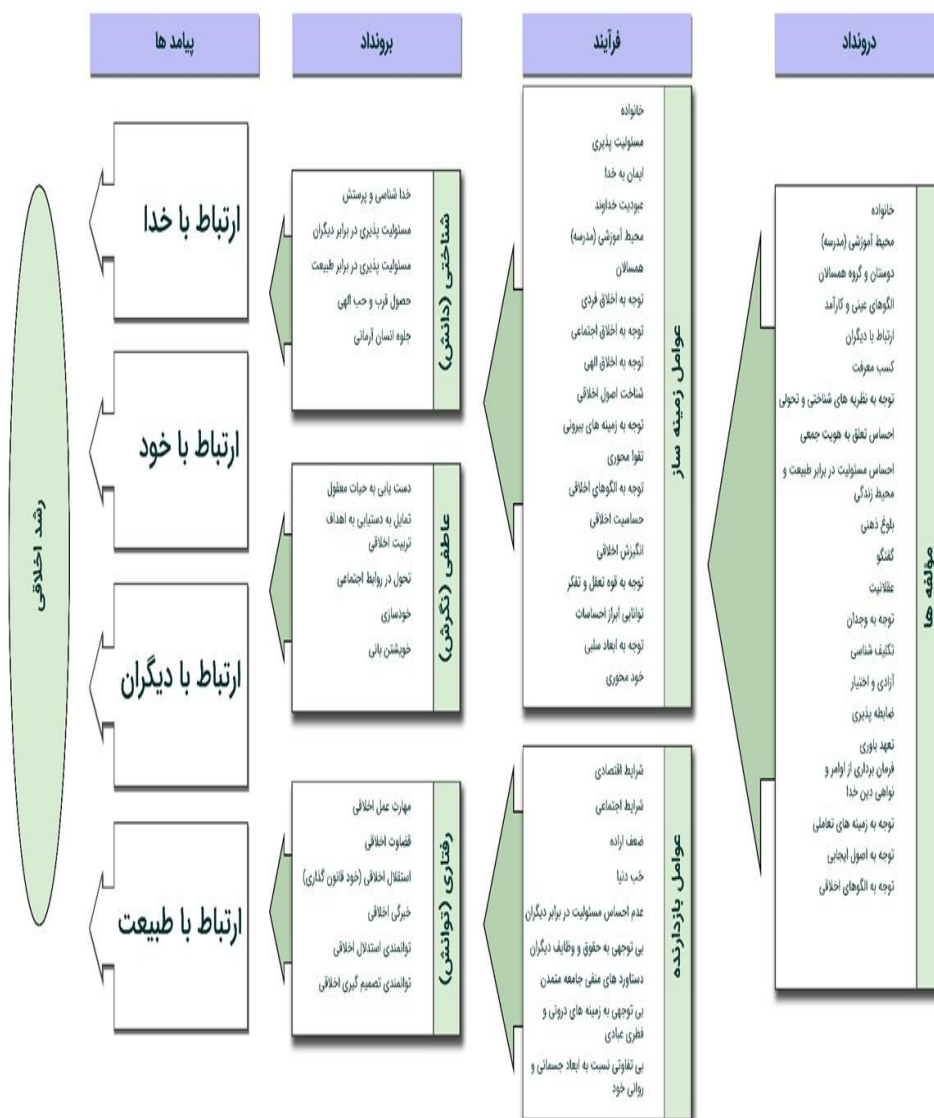 درونداد
فرآیند
برونداد
پیامد ها
مؤلفه ها
خانواده
محیط آموزشی (مدرسه)
دوستان و گروه همسالان
الگوهای عینی و کارآمد
ارتباط با دیگران
کسب معرفت
توجه به نظریه های شناختی و تحولی
احساس تعلق به هویت جمعی
احساس مسئولیت در برابر طبیعت و
محیط زندگی
بلوغ ذهنی
گفتگو
عقلانیت
توجه به وجدان
تکلیف شناسی
آزادی و اختیار
ضابطه پذیری
تعهد باوری
فرمان برداری از اوامر و
نواهی دین خدا
توجه به زمینه های تعاملی
توجه به اصول ایجابی
توجه به الگوهای اخلاقی
عوامل زمینه ساز
خانواده
مسئولیت پذیری
ایمان به خدا
عبودیت خداوند
محیط آموزشی (مدرسه)
همسالان
توجه به اخلاق فردی
توجه به اخلاق اجتماعی
توجه به اخلاق الهی
شناخت اصول اخلاقی
توجه به زمینه های بیرونی
تقوا محوری
توجه به الگوهای اخلاقی
حساسیت اخلاقی
انگیزش اخلاقی
توجه به قوه تعقل و تفکر
توانایی ابراز احساسات
توجه به ابعاد سلبی
خود محوری
عوامل بازدارنده
شرایط اقتصادی
شرایط اجتماعی
ضعف اراده
حُب دنیا
عدم احساس مسئولیت در برابر دیگران
بی توجهی به حقوق و وظایف دیگران
دستاورد های منفی جامعه متمدن
بی توجهی به زمینه های درونی و
فطری عبادی
بی تفاوتی نسبت به ابعاد جسمانی و
روانی خود
شناختی (دانش)
خدا شناسی و پرستش
مسئولیت پذیری در برابر دیگران
مسئولیت پذیری در برابر طبیعت
حصول قرب و حب الهی
جلوه انسان آرمانی
عاطفی (نگرش)
دست یابی به حیات معقول
تمایل به دستیابی به اهداف
تربیت اخلاقی
تحول در روابط اجتماعی
خودسازی
خویشتن بانی
رفتاری (توانش)
مهارت عمل اخلاقی
قضاوت اخلاقی
استقلال اخلاقی (خود قانون گذاری)
خبرگی اخلاقی
توانمندی استدلال اخلاقی
توانمندی تصمیم گیری اخلاقی
ارتباط با خدا
ارتباط با خود
ارتباط با دیگران
ارتباط با طبیعت
رشد اخلاقی